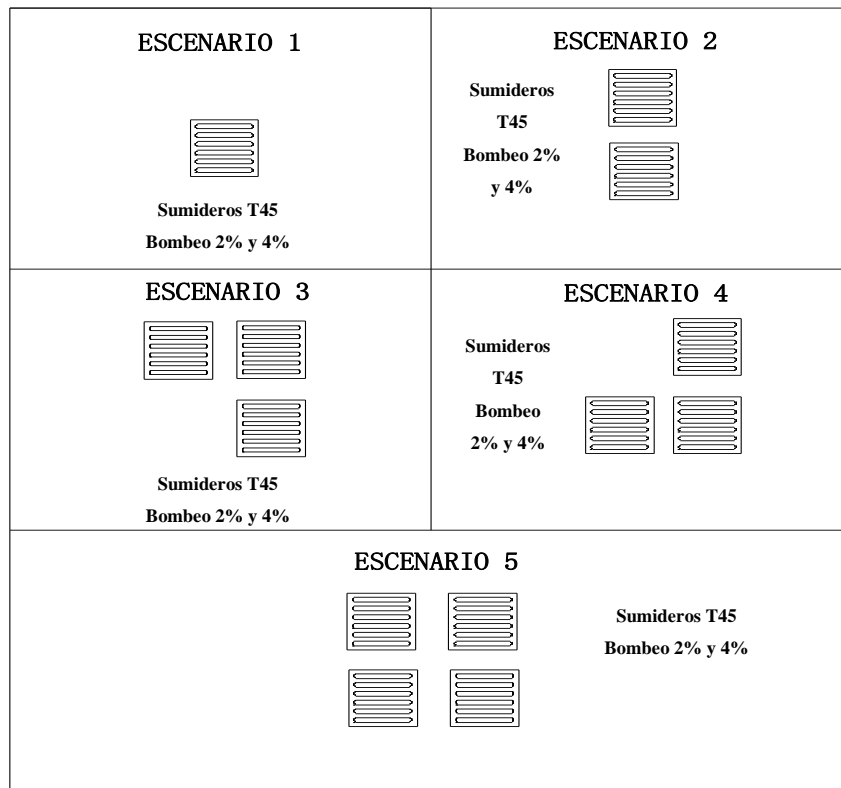 ESCENARIO 1
Sumideros T45
Bombeo 2% y 4%
ESCENARIO 2
Sumideros
T45
Bombeo 2%
y 4%
ESCENARIO 3
Sumideros T45
Bombeo 2% y 4%
ESCENARIO 4
Sumideros
T45
Bombeo
2% y 4%
ESCENARIO 5
Sumideros T45
Bombeo 2% y 4%